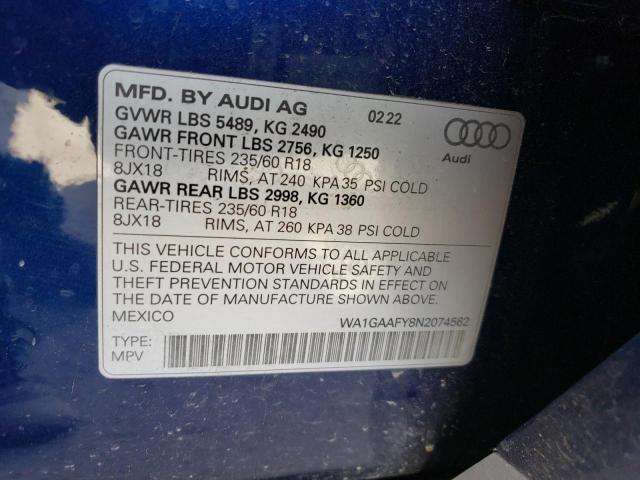 MFD. BY AUDI AG 0222
GVWR LBS 5489, KG 2490
GAWR FRONT LBS 2756, KG 1250
FRONT-TIRES 235/60 R18
8JX18 RIMS, AT 240 KPA 35 PSI COLD
GAWR REAR LBS 2998, KG 1360
REAR-TIRES 235/60 R18
8JX18 RIMS, AT 260 KPA 38 PSI COLD
Audi
THIS VEHICLE CONFORMS TO ALL APPLICABLE
U.S. FEDERAL MOTOR VEHICLE SAFETY AND
THEFT PREVENTION STANDARDS IN EFFECT ON
THE DATE OF MANUFACTURE SHOWN ABOVE.
MEXICO WA1GAAFY8N2074562
TYPE:
MPV